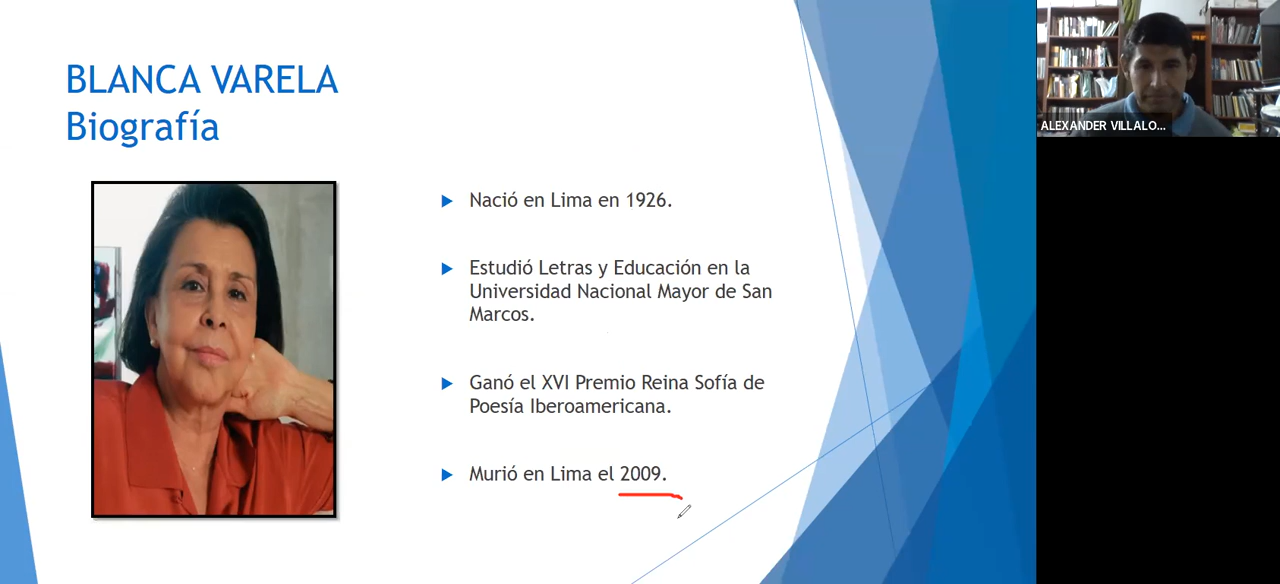 BLANCA VARELA
Biografía
Nació en Lima en 1926.
Estudió Letras y Educación en la
Universidad Nacional Mayor de San
Marcos.
Ganó el XVI Premio Reina Sofía de
Poesía Iberoamericana.
Murió en Lima el 2009.
ALEXANDER VILLALO...